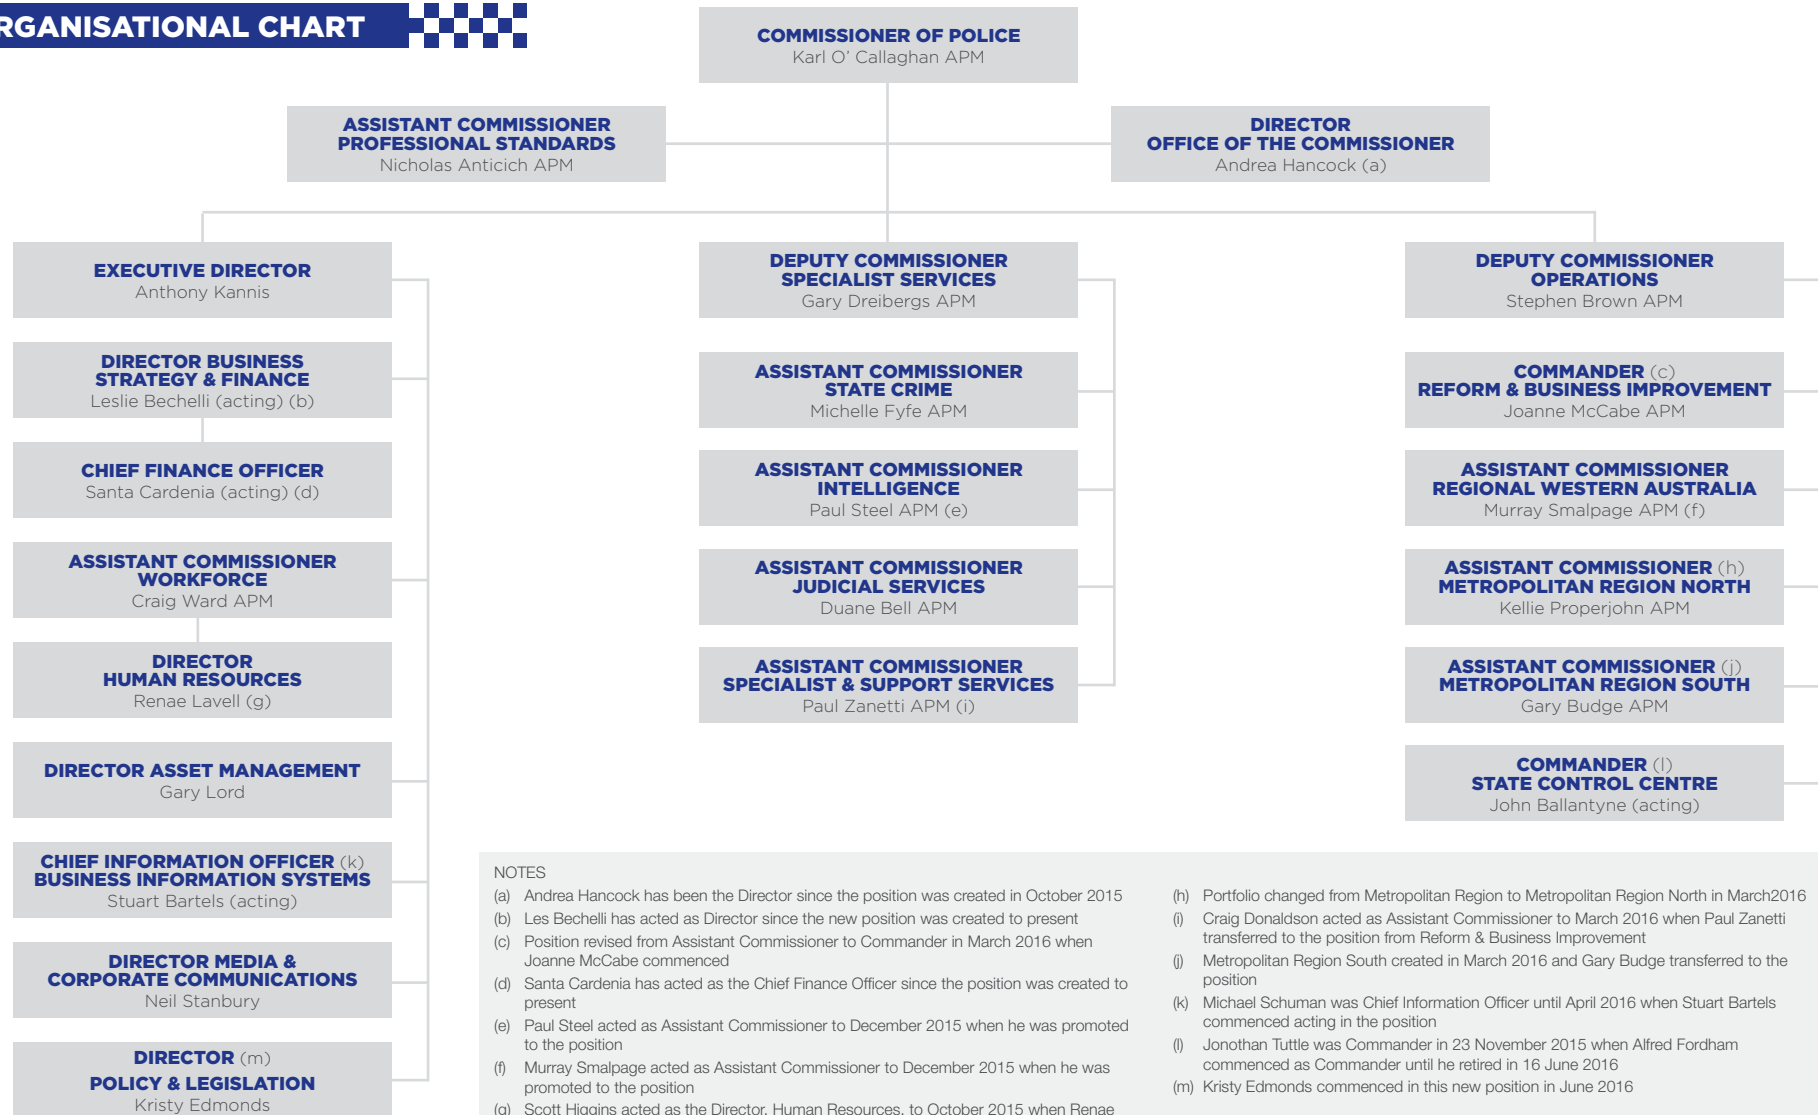 RGANISATIONAL CHART
COMMISSIONER OF POLICE
Karl O' Callaghan APM
ASSISTANT COMMISSIONER
PROFESSIONAL STANDARDS
Nicholas Anticich APM
DIRECTOR
OFFICE OF THE COMMISSIONER
Andrea Hancock (a)
EXECUTIVE DIRECTOR
Anthony Kannis
DIRECTOR BUSINESS
STRATEGY & FINANCE
Leslie Bechelli (acting) (b)
CHIEF FINANCE OFFICER
Santa Cardenia (acting) (d)
ASSISTANT COMMISSIONER
WORKFORCE
Craig Ward APM
DIRECTOR
HUMAN RESOURCES
Renae Lavell (g)
DIRECTOR ASSET MANAGEMENT
Gary Lord
CHIEF INFORMATION OFFICER (k)
BUSINESS INFORMATION SYSTEMS
Stuart Bartels (acting)
DIRECTOR MEDIA &
CORPORATE COMMUNICATIONS
Neil Stanbury
DIRECTOR (m)
POLICY & LEGISLATION
Kristy Edmonds
DEPUTY COMMISSIONER
SPECIALIST SERVICES
Gary Dreibergs APM
ASSISTANT COMMISSIONER
STATE CRIME
Michelle Fyfe APM
ASSISTANT COMMISSIONER
INTELLIGENCE
Paul Steel APM (e)
ASSISTANT COMMISSIONER
JUDICIAL SERVICES
Duane Bell APM
ASSISTANT COMMISSIONER
SPECIALIST & SUPPORT SERVICES
Paul Zanetti APM (i)
DEPUTY COMMISSIONER
OPERATIONS
Stephen Brown APM
COMMANDER (c)
REFORM & BUSINESS IMPROVEMENT
Joanne McCabe APM
ASSISTANT COMMISSIONER
REGIONAL WESTERN AUSTRALIA
Murray Smalpage APM (f)
ASSISTANT COMMISSIONER (h)
METROPOLITAN REGION NORTH
Kellie Properjohn APM
ASSISTANT COMMISSIONER (j)
METROPOLITAN REGION SOUTH
Gary Budge APM
COMMANDER (l)
STATE CONTROL CENTRE
John Ballantyne (acting)
NOTES
(a) Andrea Hancock has been the Director since the position was created in October 2015
(b) Les Bechelli has acted as Director since the new position was created to present
(c) Position revised from Assistant Commissioner to Commander in March 2016 when
Joanne McCabe commenced
(d) Santa Cardenia has acted as the Chief Finance Officer since the position was created to
present
(e) Paul Steel acted as Assistant Commissioner to December 2015 when he was promoted
to the position
(f) Murray Smalpage acted as Assistant Commissioner to December 2015 when he was
promoted to the position
(g) Scott Higgins acted as the Director, Human Resources, to October 2015 when Renae
(h) Portfolio changed from Metropolitan Region to Metropolitan Region North in March2016
(i) Craig Donaldson acted as Assistant Commissioner to March 2016 when Paul Zanetti
transferred to the position from Reform & Business Improvement
(j) Metropolitan Region South created in March 2016 and Gary Budge transferred to the
position
(k) Michael Schuman was Chief Information Officer until April 2016 when Stuart Bartels
commenced acting in the position
(l) Jonothan Tuttle was Commander in 23 November 2015 when Alfred Fordham
commenced as Commander until he retired in 16 June 2016
(m) Kristy Edmonds commenced in this new position in June 2016